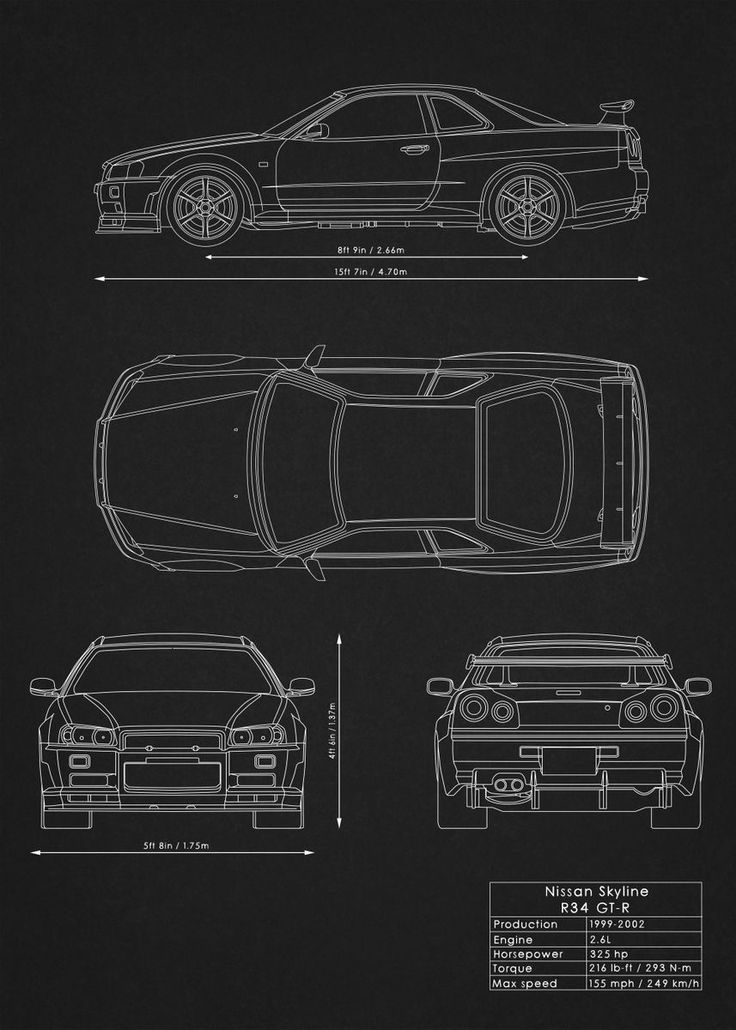 8ft 9in / 2.66m
15ft 7in / 4.70m
4ft 6in / 1.37m
5ft 8in / 1.75m
Nissan Skyline
R34 GT-R
Production 1999-2002
Engine 2.6L
Horsepower 325 hp
Torque 216 lb-ft / 293 N-m
Max speed 155 mph / 249 km/h